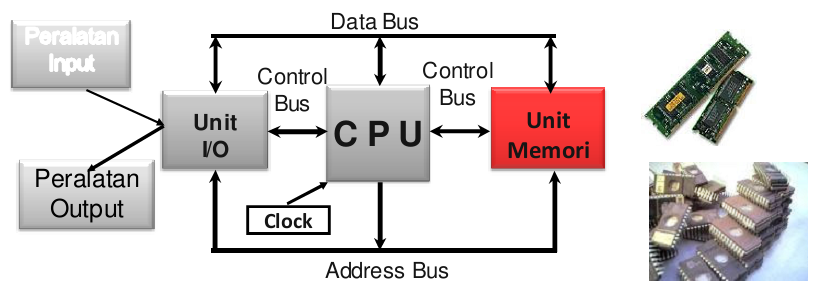 Data Bus
Peralatan
Input
Control
Bus
Control
Bus
Unit
I/O
C P U
Unit
Memori
Peralatan
Output
Clock
Address Bus